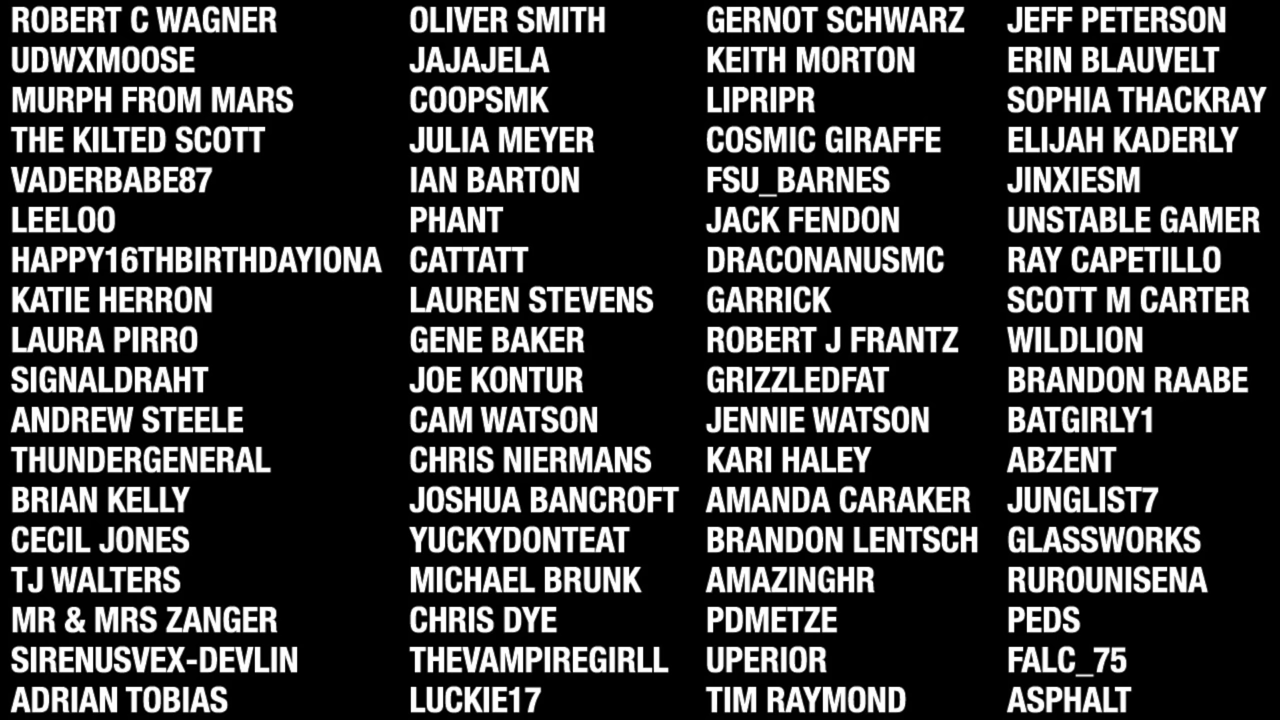 ROBERT C WAGNER
UDWXMOOSE
MURPH FROM MARS
THE KILTED SCOTT
VADERBABE87
LEELOO
HAPPY16THBIRTHDAYIONA
KATIE HERRON
LAURA PIRRO
SIGNALDRAHT
ANDREW STEELE
THUNDERGENERAL
BRIAN KELLY
CECIL JONES
TJ WALTERS
MR & MRS ZANGER
SIRENUSVEX-DEVLIN
ADRIAN TOBIAS
OLIVER SMITH
JAJAJELA
COOPSMK
JULIA MEYER
IAN BARTON
PHANT
CATTATT
LAUREN STEVENS
GENE BAKER
JOE KONTUR
CAM WATSON
CHRIS NIERMANS
JOSHUA BANCROFT
YUCKYDONTEAT
MICHAEL BRUNK
CHRIS DYE
THEVAMPIREGIRLL
LUCKIE17
GERNOT SCHWARZ
KEITH MORTON
LIPRIPR
COSMIC GIRAFFE
FSU_BARNES
JACK FENDON
DRACONANUSMC
GARRICK
ROBERT J FRANTZ
GRIZZLEDFAT
JENNIE WATSON
KARI HALEY
AMANDA CARAKER
BRANDON LENTSCH
AMAZINGHR
PDMETZE
UPERIOR
TIM RAYMOND
JEFF PETERSON
ERIN BLAUVELT
SOPHIA THACKRAY
ELIJAH KADERLY
JINXIESM
UNSTABLE GAMER
RAY CAPETILLO
SCOTT M CARTER
WILDLION
BRANDON RAABE
BATGIRLY1
ABZENT
JUNGLIST7
GLASSWORKS
RUROUNISENA
PEDS
FALC_75
ASPHALT